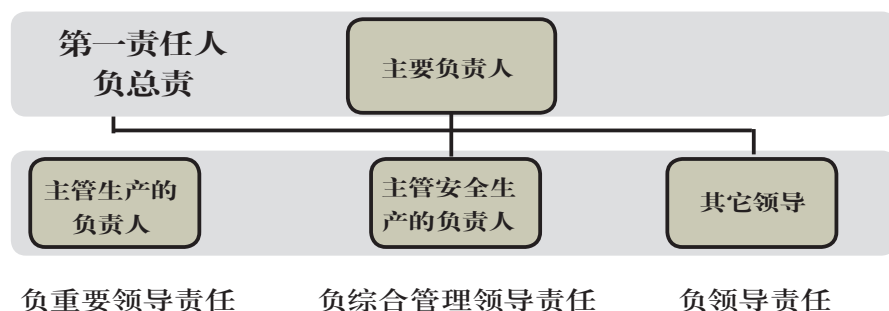 第一责任人
负总责
主要负责人
主管生产的
负责人
主管安全生
产的负责人
其它领导
负重要领导责任
负综合管理领导责任
负领导责任